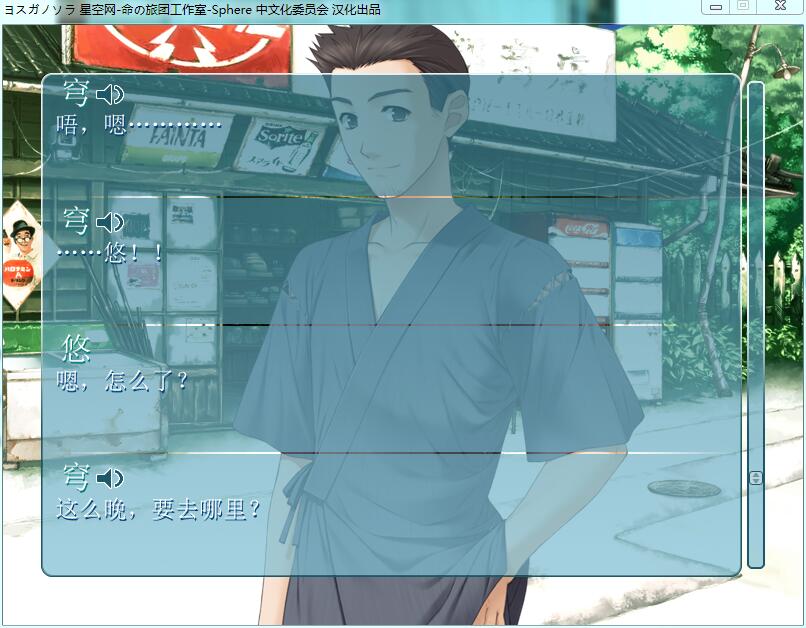 ヨスガノソラ 星空网-命の旅团工作室-Sphere 中文化委员会 汉化出品
穹
唔，嗯…………
穹
……悠！！
悠
嗯，怎么了？
穹
这么晚，要去哪里？
FAINTA
Sorite